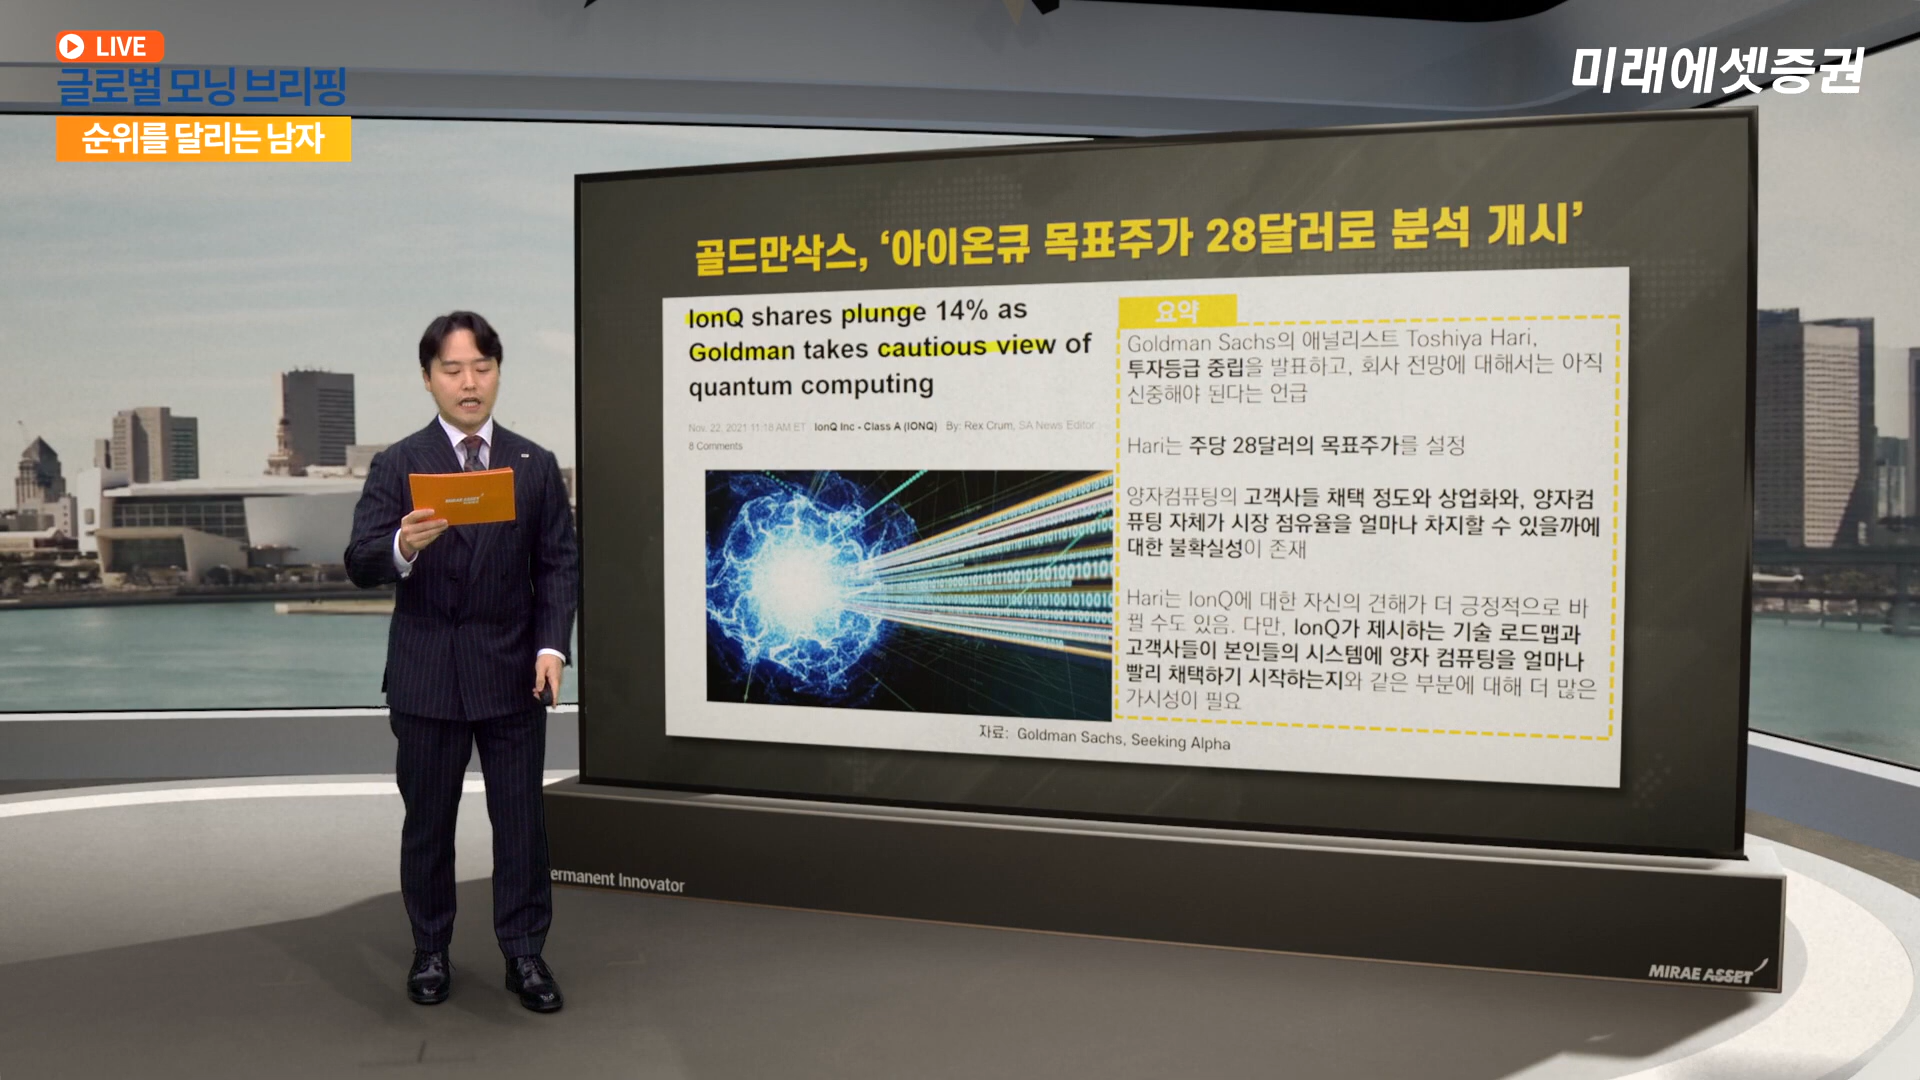 LIVE
글로벌 모닝 브리핑
순위를 달리는 남자
미래에셋증권
골드만삭스, ‘아이온큐 목표주가 28달러로 분석 개시’
IonQ shares plunge 14% as
Goldman takes cautious view of
quantum computing
Nov. 22, 2021 11:18 AM ET IonQ Inc - Class A (IONQ) By: Rex Crum, SA News Editor
8 Comments
요약
Goldman Sachs의 애널리스트 Toshiya Hari,
투자등급 중립을 발표하고, 회사 전망에 대해서는 아직
신중해야 된다는 언급
Hari는 주당 28달러의 목표주가를 설정
양자컴퓨팅의 고객사들 채택 정도와 상업화와, 양자컴
퓨팅 자체가 시장 점유율을 얼마나 차지할 수 있을까에
대한 불확실성이 존재
Hari는 IonQ에 대한 자신의 견해가 더 긍정적으로 바
뀔 수도 있음. 다만, IonQ가 제시하는 기술 로드맵과
고객사들이 본인들의 시스템에 양자 컴퓨팅을 얼마나
빨리 채택하기 시작하는지와 같은 부분에 대해 더 많은
가시성이 필요
자료: Goldman Sachs, Seeking Alpha
MIRAE ASSET
ermanent Innovator
MIRAE ASSET